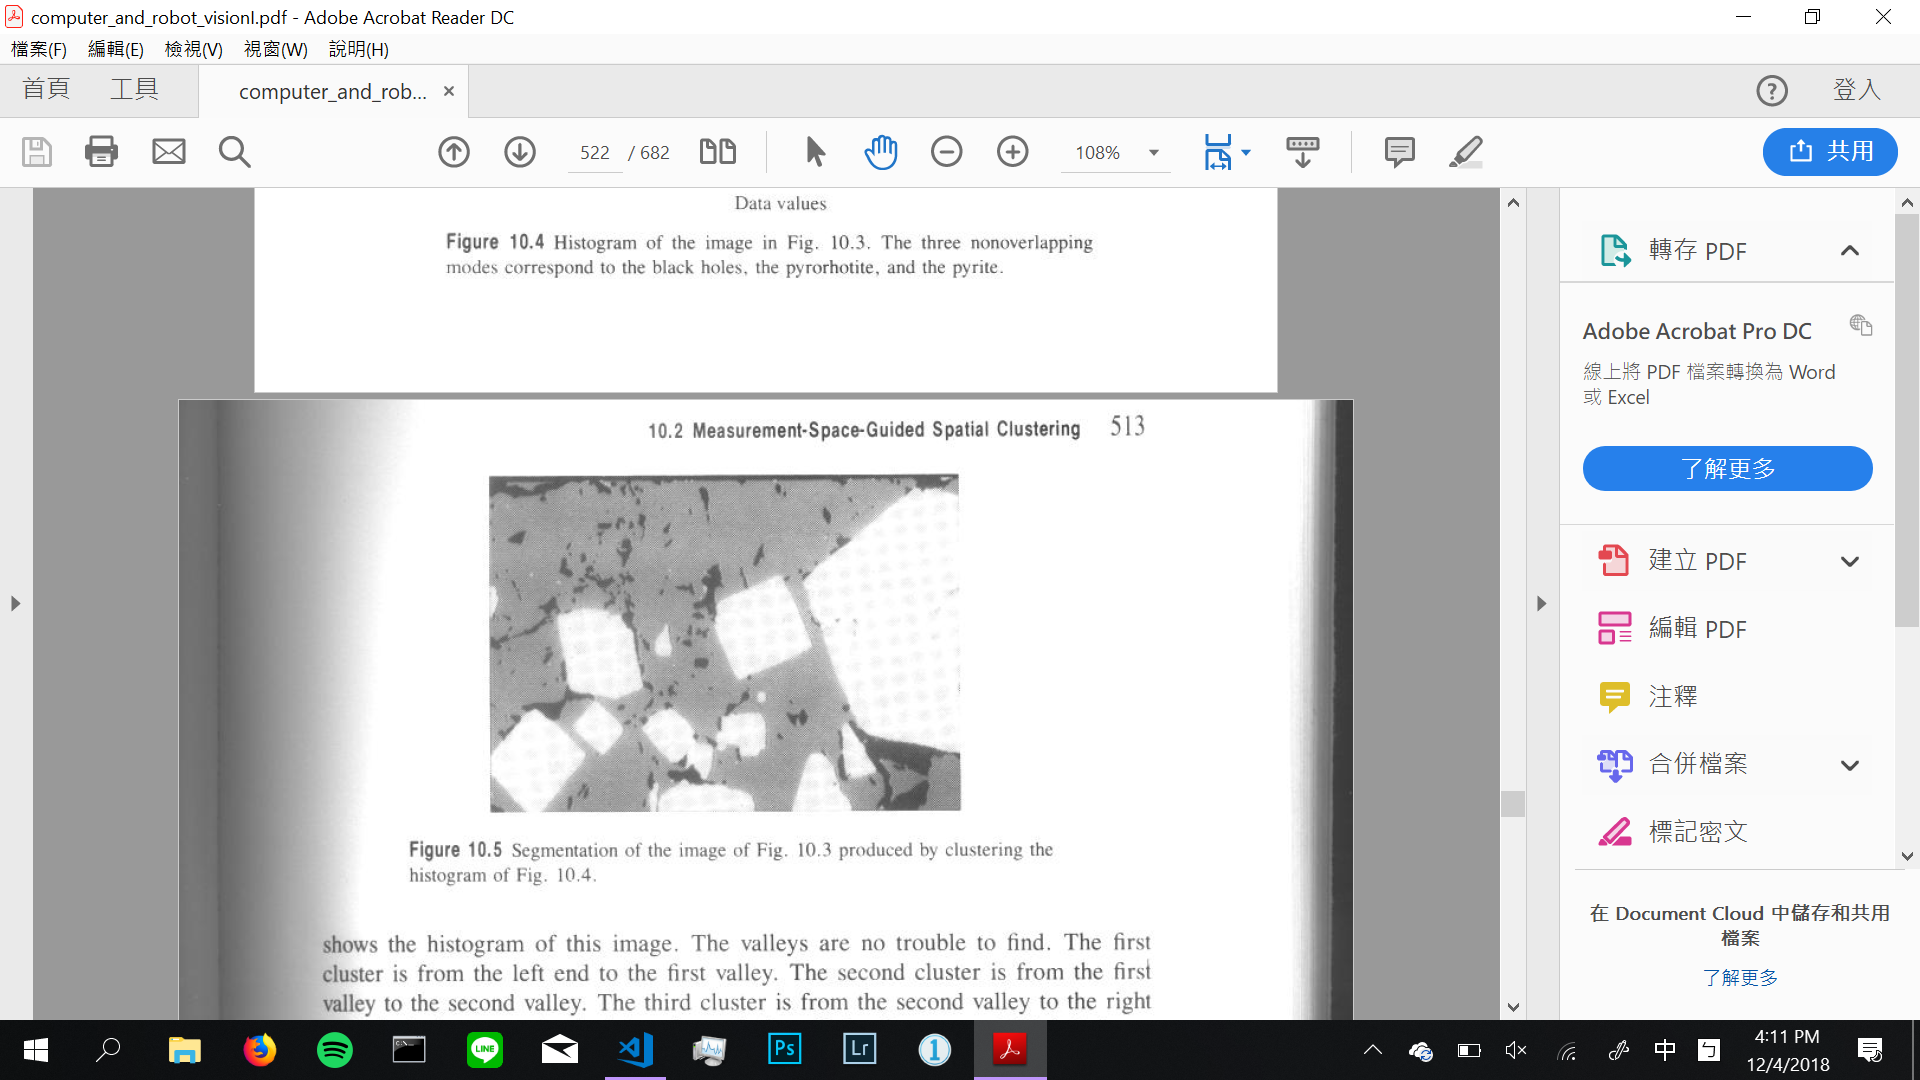 computer_and_robot_visionI.pdf - Adobe Acrobat Reader DC
檔案(F) 編輯(E) 檢視(V) 視窗(W) 說明(H)
首頁 工具 computer_and_rob... × 登入
522 / 682 108% 共用
Data values
Figure 10.4 Histogram of the image in Fig. 10.3. The three nonoverlapping
modes correspond to the black holes, the pyrorhotite, and the pyrite.
10.2 Measurement-Space-Guided Spatial Clustering 513
Figure 10.5 Segmentation of the image of Fig. 10.3 produced by clustering the
histogram of Fig. 10.4.
shows the histogram of this image. The valleys are no trouble to find. The first
cluster is from the left end to the first valley. The second cluster is from the first
valley to the second valley. The third cluster is from the second valley to the right
轉存 PDF
Adobe Acrobat Pro DC
線上將 PDF 檔案轉換為 Word
或 Excel
了解更多
建立 PDF
編輯 PDF
注釋
合併檔案
標記密文
在 Document Cloud 中儲存和共用
檔案
了解更多
LINE
Ps
Lr
1
中
ㄅ
4:11 PM
12/4/2018